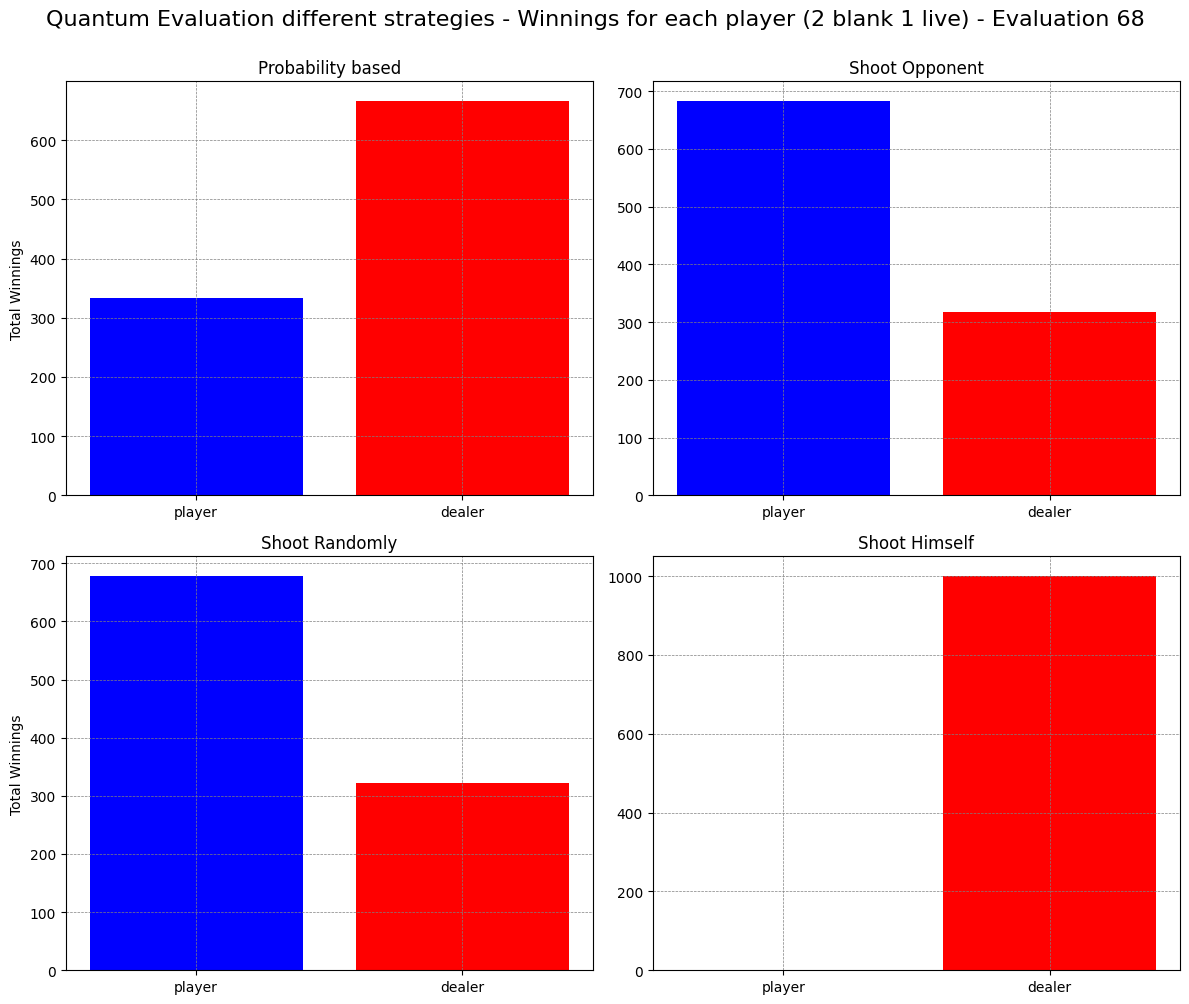 Quantum Evaluation different strategies - Winnings for each player (2 blank 1 live) - Evaluation 68
Probability based
Total Winnings
600
500
400
300
200
100
0
player dealer
Shoot Opponent
700
600
500
400
300
200
100
0
player dealer
Shoot Randomly
Total Winnings
700
600
500
400
300
200
100
0
player dealer
Shoot Himself
1000
800
600
400
200
0
player dealer